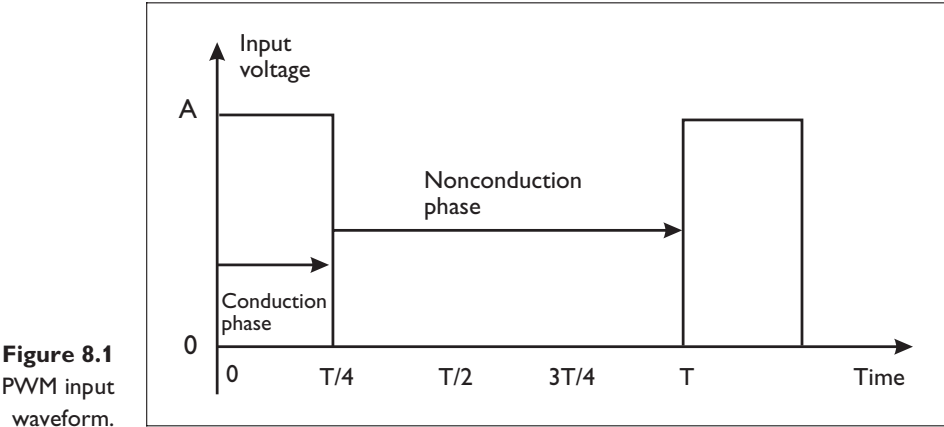 Input
voltage
A
Nonconduction
phase
Conduction
phase
0
0 T/4 T/2 3T/4 T Time
Figure 8.1
PWM input
waveform.